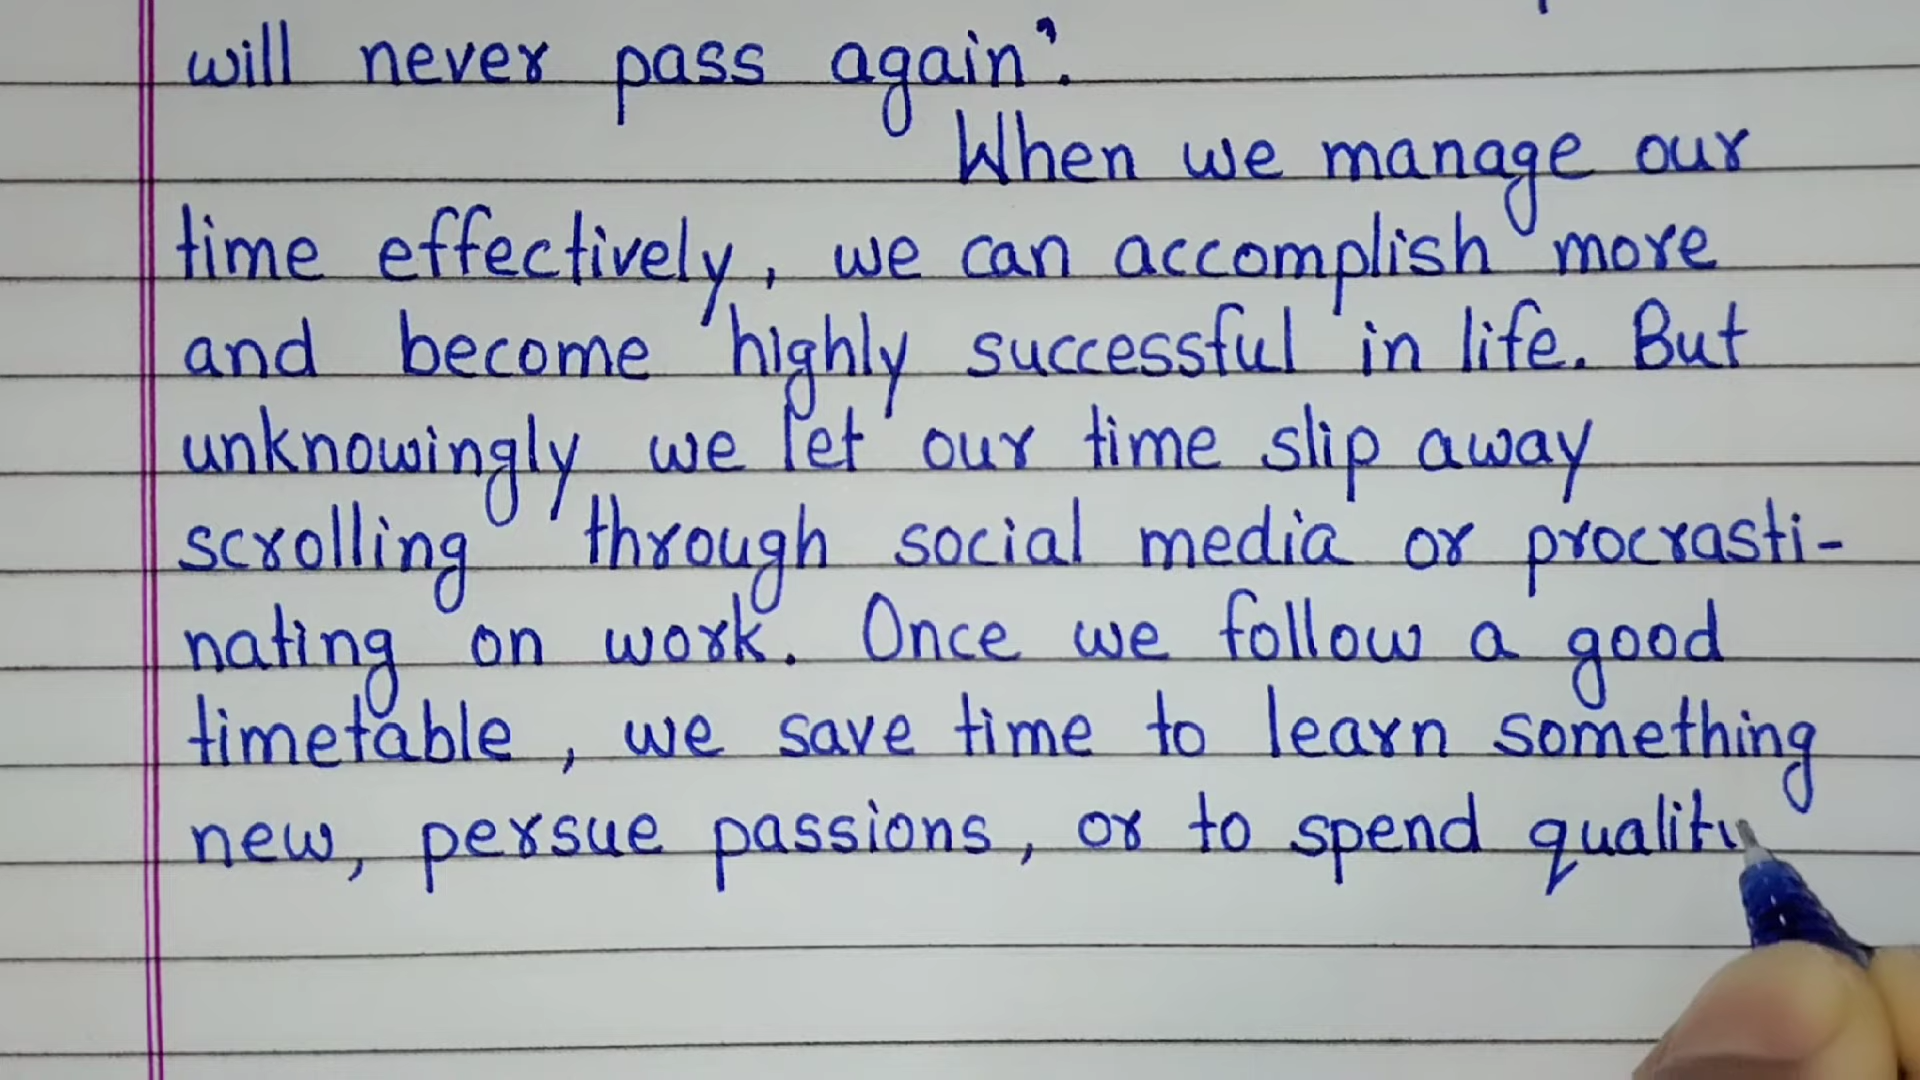 will never pass again'.
When we manage our
time effectively, we can accomplish more
and become highly successful in life. But
unknowingly we let our time slip away
scrolling through social media or procrasti-
nating on work. Once we follow a good
timetable, we save time to learn something
new, persue passions, or to spend quality